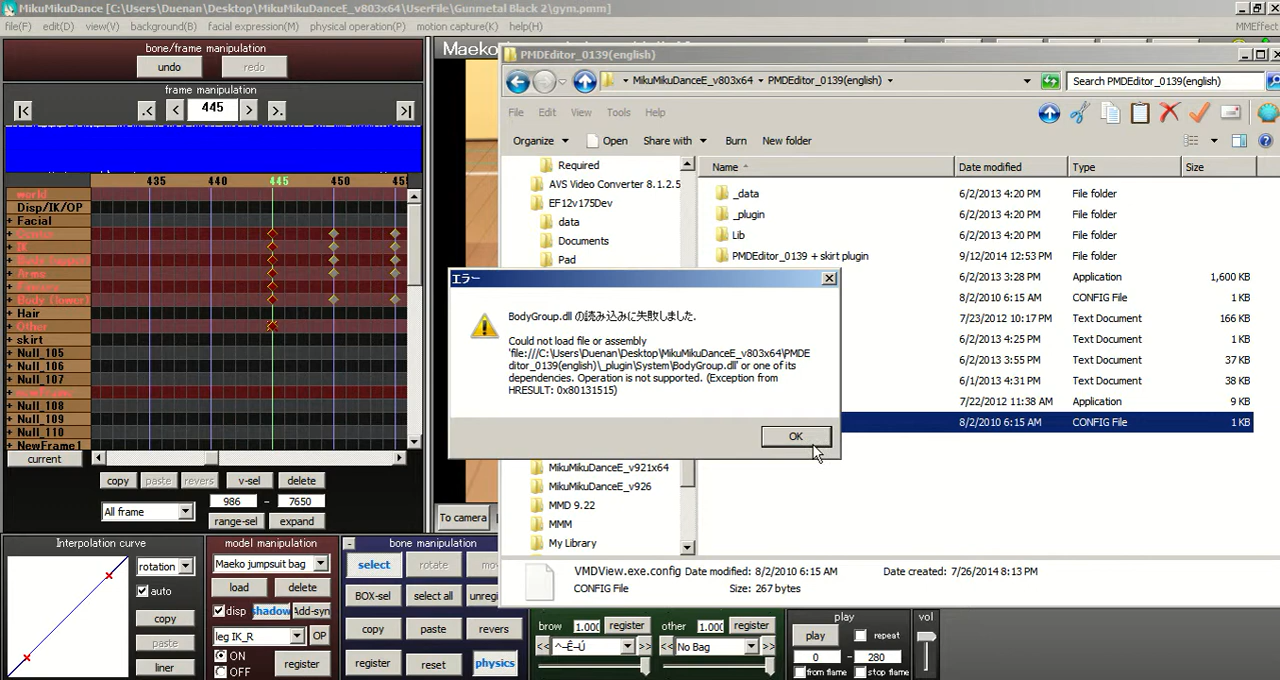 MikuMikuDance [C:\Users\Duenan\Desktop\MikuMikuDanceE_v803x64\UserFile\Gunmetal Black 2\gym.pmm]
file(F) edit(D) view(V) background(B) facial expression(M) physical operation(P) motion capture(K) help(H) MMEffect
bone/frame manipulation
undo redo
frame manipulation
445
435 440 445 450 455
world
Disp/IK/OP
+ Facial
+ Center
+ IK
+ Arms
+ Body (lower)
+ Hair
+ Other
+ skirt
+ Null_105
+ Null_106
+ Null_107
+ Null_108
+ Null_109
+ Null_110
+ NewFrame1
current
copy paste revers v-sel delete
All frame 986 - 7650
range-sel expand
Interpolation curve
rotation
auto
copy
paste
liner
model manipulation
Maeko jumpsuit bag
load delete
disp shadow Add-syn
leg IK_R OP
ON
OFF
register
bone manipulation
select rotate mov
BOX-sel select all unregi
copy paste revers
register reset physics
Maeko
To camera
PMDEditor_0139(english)
MikuMikuDanceE_v803x64 PMDEditor_0139(english) Search PMDEditor_0139(english)
File Edit View Tools Help
Organize Open Share with Burn New folder
Required
AVS Video Converter 8.1.2.5
EF12v175Dev
data
Documents
Pad
MikuMikuDanceE_v921x64
MikuMikuDanceE_v926
MMD 9.22
MMM
My Library
Name Date modified Type Size
_data 6/2/2013 4:20 PM File folder
_plugin 6/2/2013 4:20 PM File folder
Lib 6/2/2013 4:20 PM File folder
PMDEditor_0139 + skirt plugin 9/12/2014 12:53 PM File folder
6/2/2013 3:28 PM Application 1,600 KB
8/2/2010 6:15 AM CONFIG File 1 KB
7/23/2012 10:17 PM Text Document 166 KB
6/2/2013 3:55 PM Text Document 37 KB
6/1/2013 4:31 PM Text Document 38 KB
7/22/2012 11:38 AM Application 9 KB
8/2/2010 6:15 AM CONFIG File 1 KB
エラー
BodyGroup.dll の読み込みに失敗しました.
Could not load file or assembly
'file:///C:\Users\Duenan\Desktop\MikuMikuDanceE_v803x64\PMDE
ditor_0139(english)\_plugin\System\BodyGroup.dll' or one of its
dependencies. Operation is not supported. (Exception from
HRESULT: 0x80131515)
OK
VMDView.exe.config Date modified: 8/2/2010 6:15 AM Date created: 7/26/2014 8:13 PM
CONFIG File Size: 267 bytes
brow 1.000 register
other 1.000 register
<< ^-Ê-Ú >>
<< No Bag >>
play
play repeat
0 - 280
from flame stop flame
vol